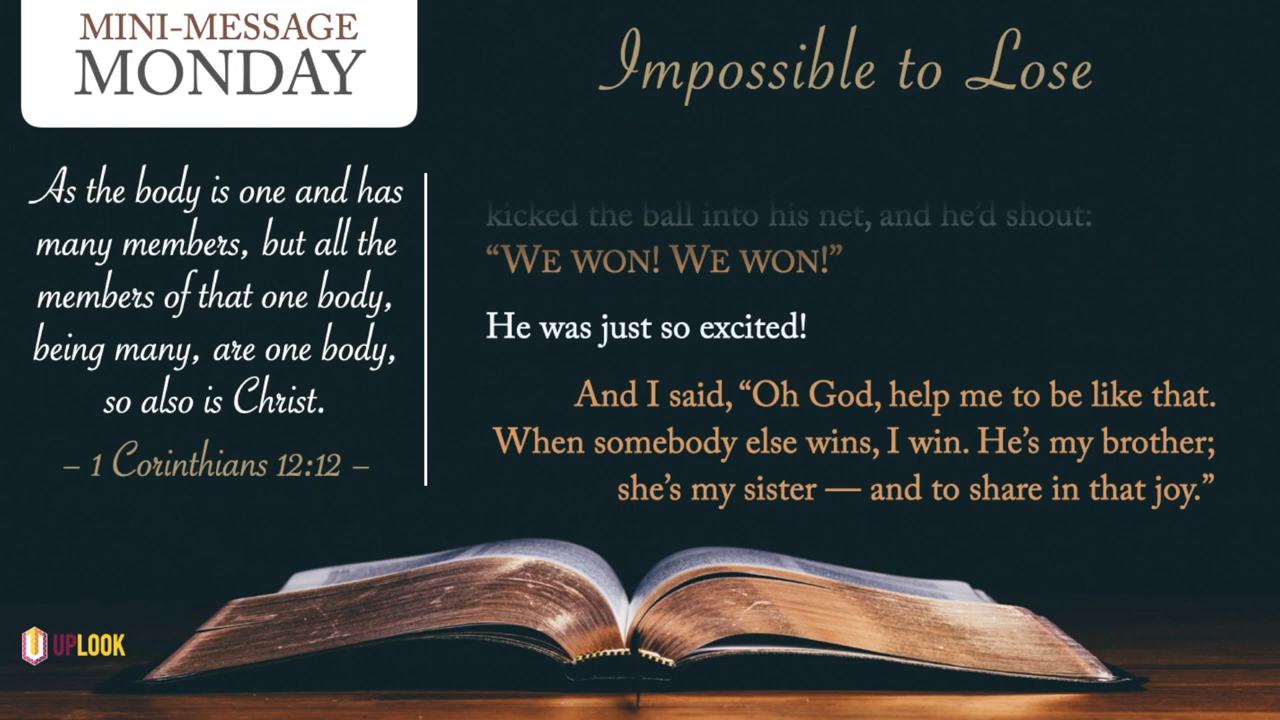 MINI-MESSAGE
MONDAY
Impossible to Lose
As the body is one and has
many members, but all the
members of that one body,
being many, are one body,
so also is Christ.
– 1 Corinthians 12:12 –
kicked the ball into his net, and he’d shout:
“WE WON! WE WON!”
He was just so excited!
And I said, “Oh God, help me to be like that.
When somebody else wins, I win. He’s my brother;
she’s my sister — and to share in that joy.”
UPLOOK